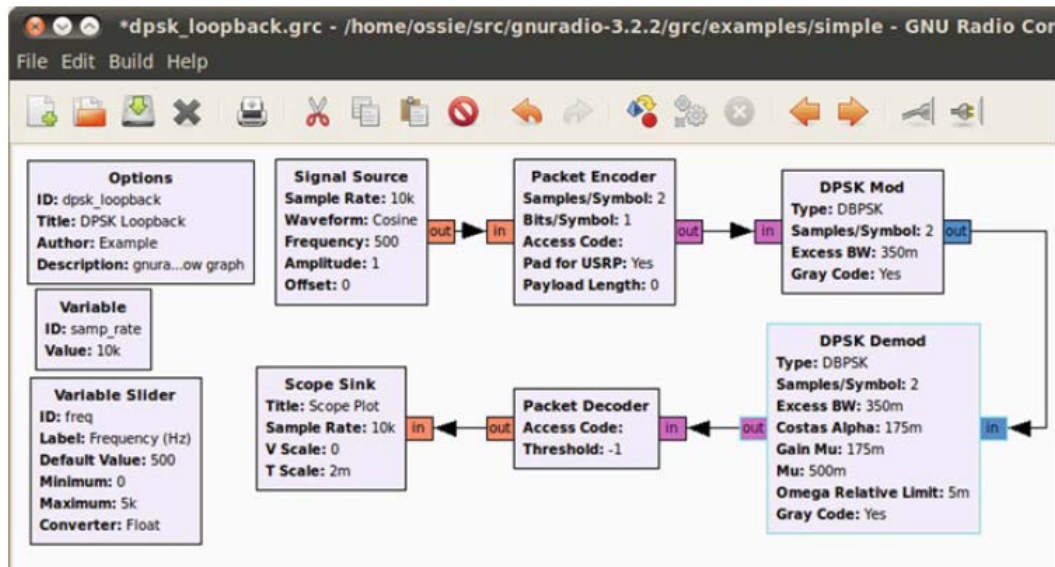 *dpsk_loopback.grc - /home/ossie/src/gnuradio-3.2.2/grc/examples/simple - GNU Radio Cor
File Edit Build Help
Options
ID: dpsk_loopback
Title: DPSK Loopback
Author: Example
Description: gnura...ow graph
Variable
ID: samp_rate
Value: 10k
Variable Slider
ID: freq
Label: Frequency (Hz)
Default Value: 500
Minimum: 0
Maximum: 5k
Converter: Float
Signal Source
Sample Rate: 10k
Waveform: Cosine
Frequency: 500
Amplitude: 1
Offset: 0
out
in
Packet Encoder
Samples/Symbol: 2
Bits/Symbol: 1
Access Code:
Pad for USRP: Yes
Payload Length: 0
out
in
DPSK Mod
Type: DBPSK
Samples/Symbol: 2
Excess BW: 350m
Gray Code: Yes
out
Scope Sink
Title: Scope Plot
Sample Rate: 10k
V Scale: 0
T Scale: 2m
in
out
Packet Decoder
Access Code:
Threshold: -1
in
out
DPSK Demod
Type: DBPSK
Samples/Symbol: 2
Excess BW: 350m
Costas Alpha: 175m
Gain Mu: 175m
Mu: 500m
Omega Relative Limit: 5m
Gray Code: Yes
in